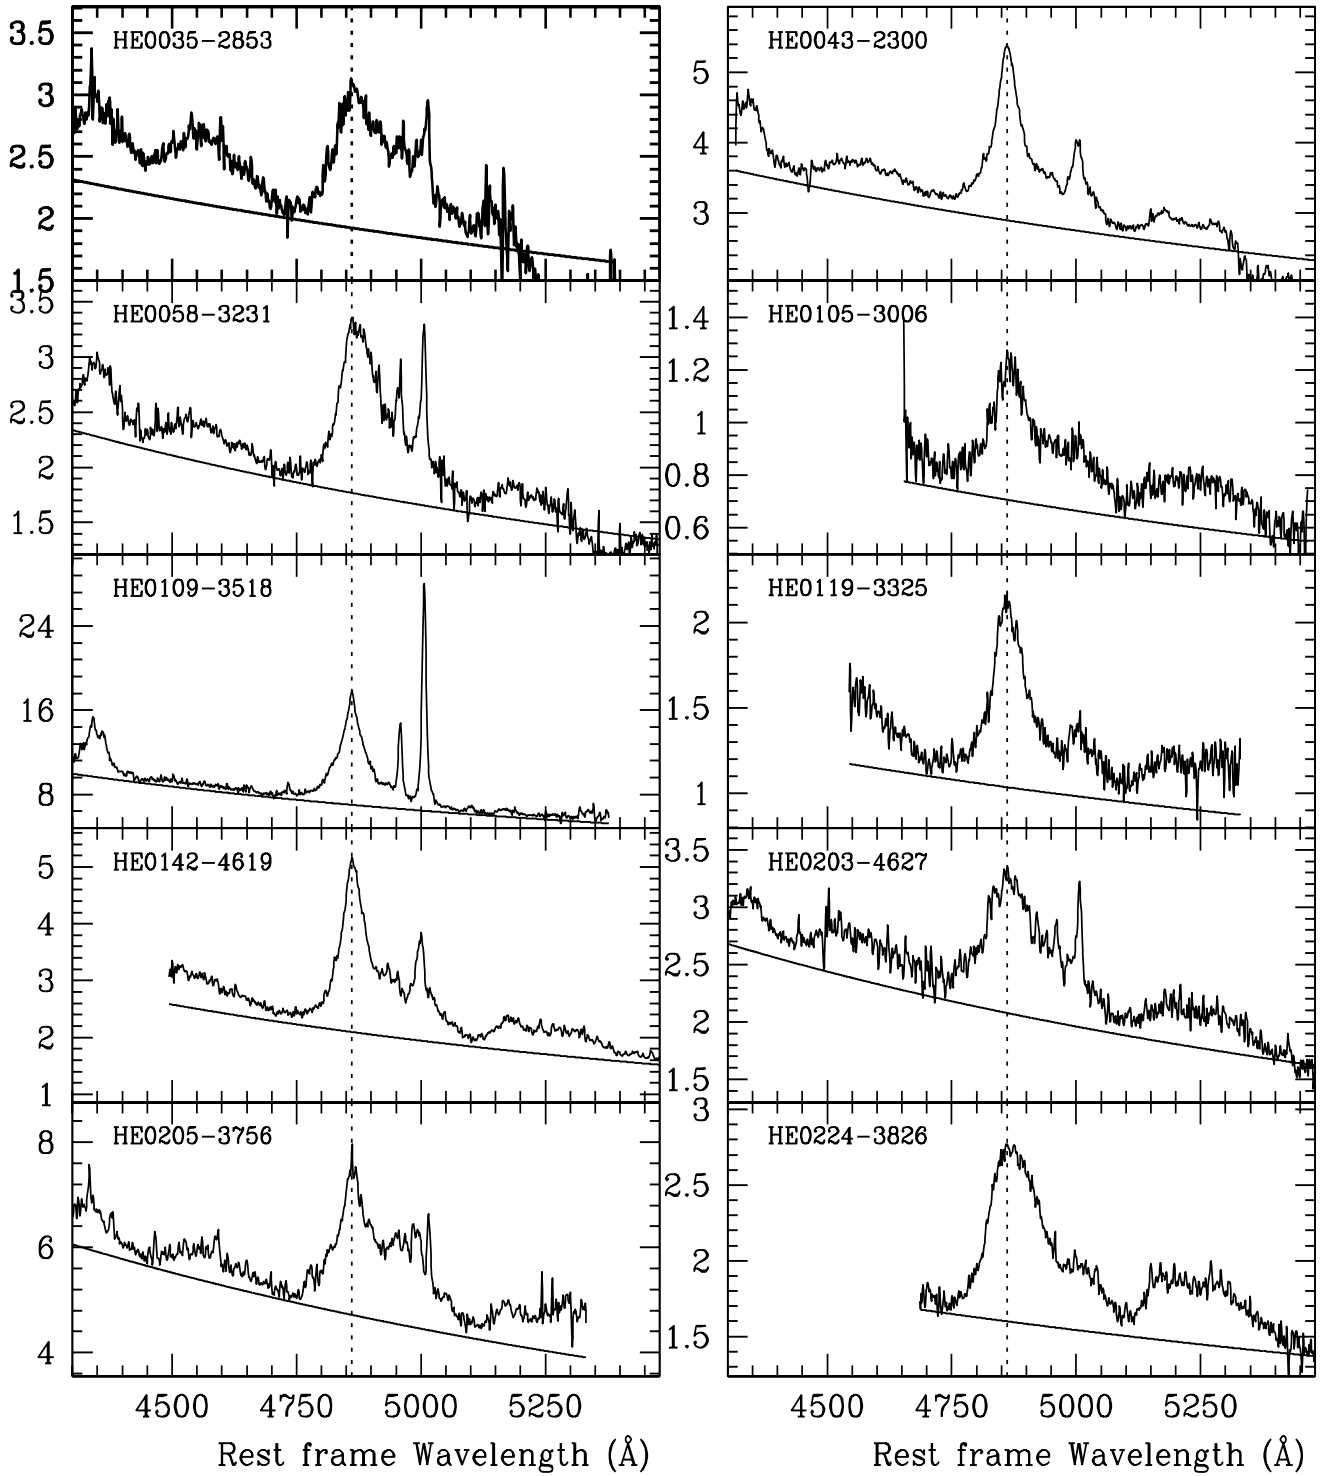 HE0035-2853
3.5
3
2.5
2
1.5
HE0043-2300
5
4
3
HE0058-3231
3.5
3
2.5
2
1.5
HE0105-3006
1.4
1.2
1
0.8
0.6
HE0109-3518
24
16
8
HE0119-3325
2
1.5
1
HE0142-4619
5
4
3
2
1
HE0203-4627
3.5
3
2.5
2
1.5
HE0205-3756
8
6
4
HE0224-3826
3
2.5
2
1.5
4500 4750 5000 5250
4500 4750 5000 5250
Rest frame Wavelength (Å)
Rest frame Wavelength (Å)